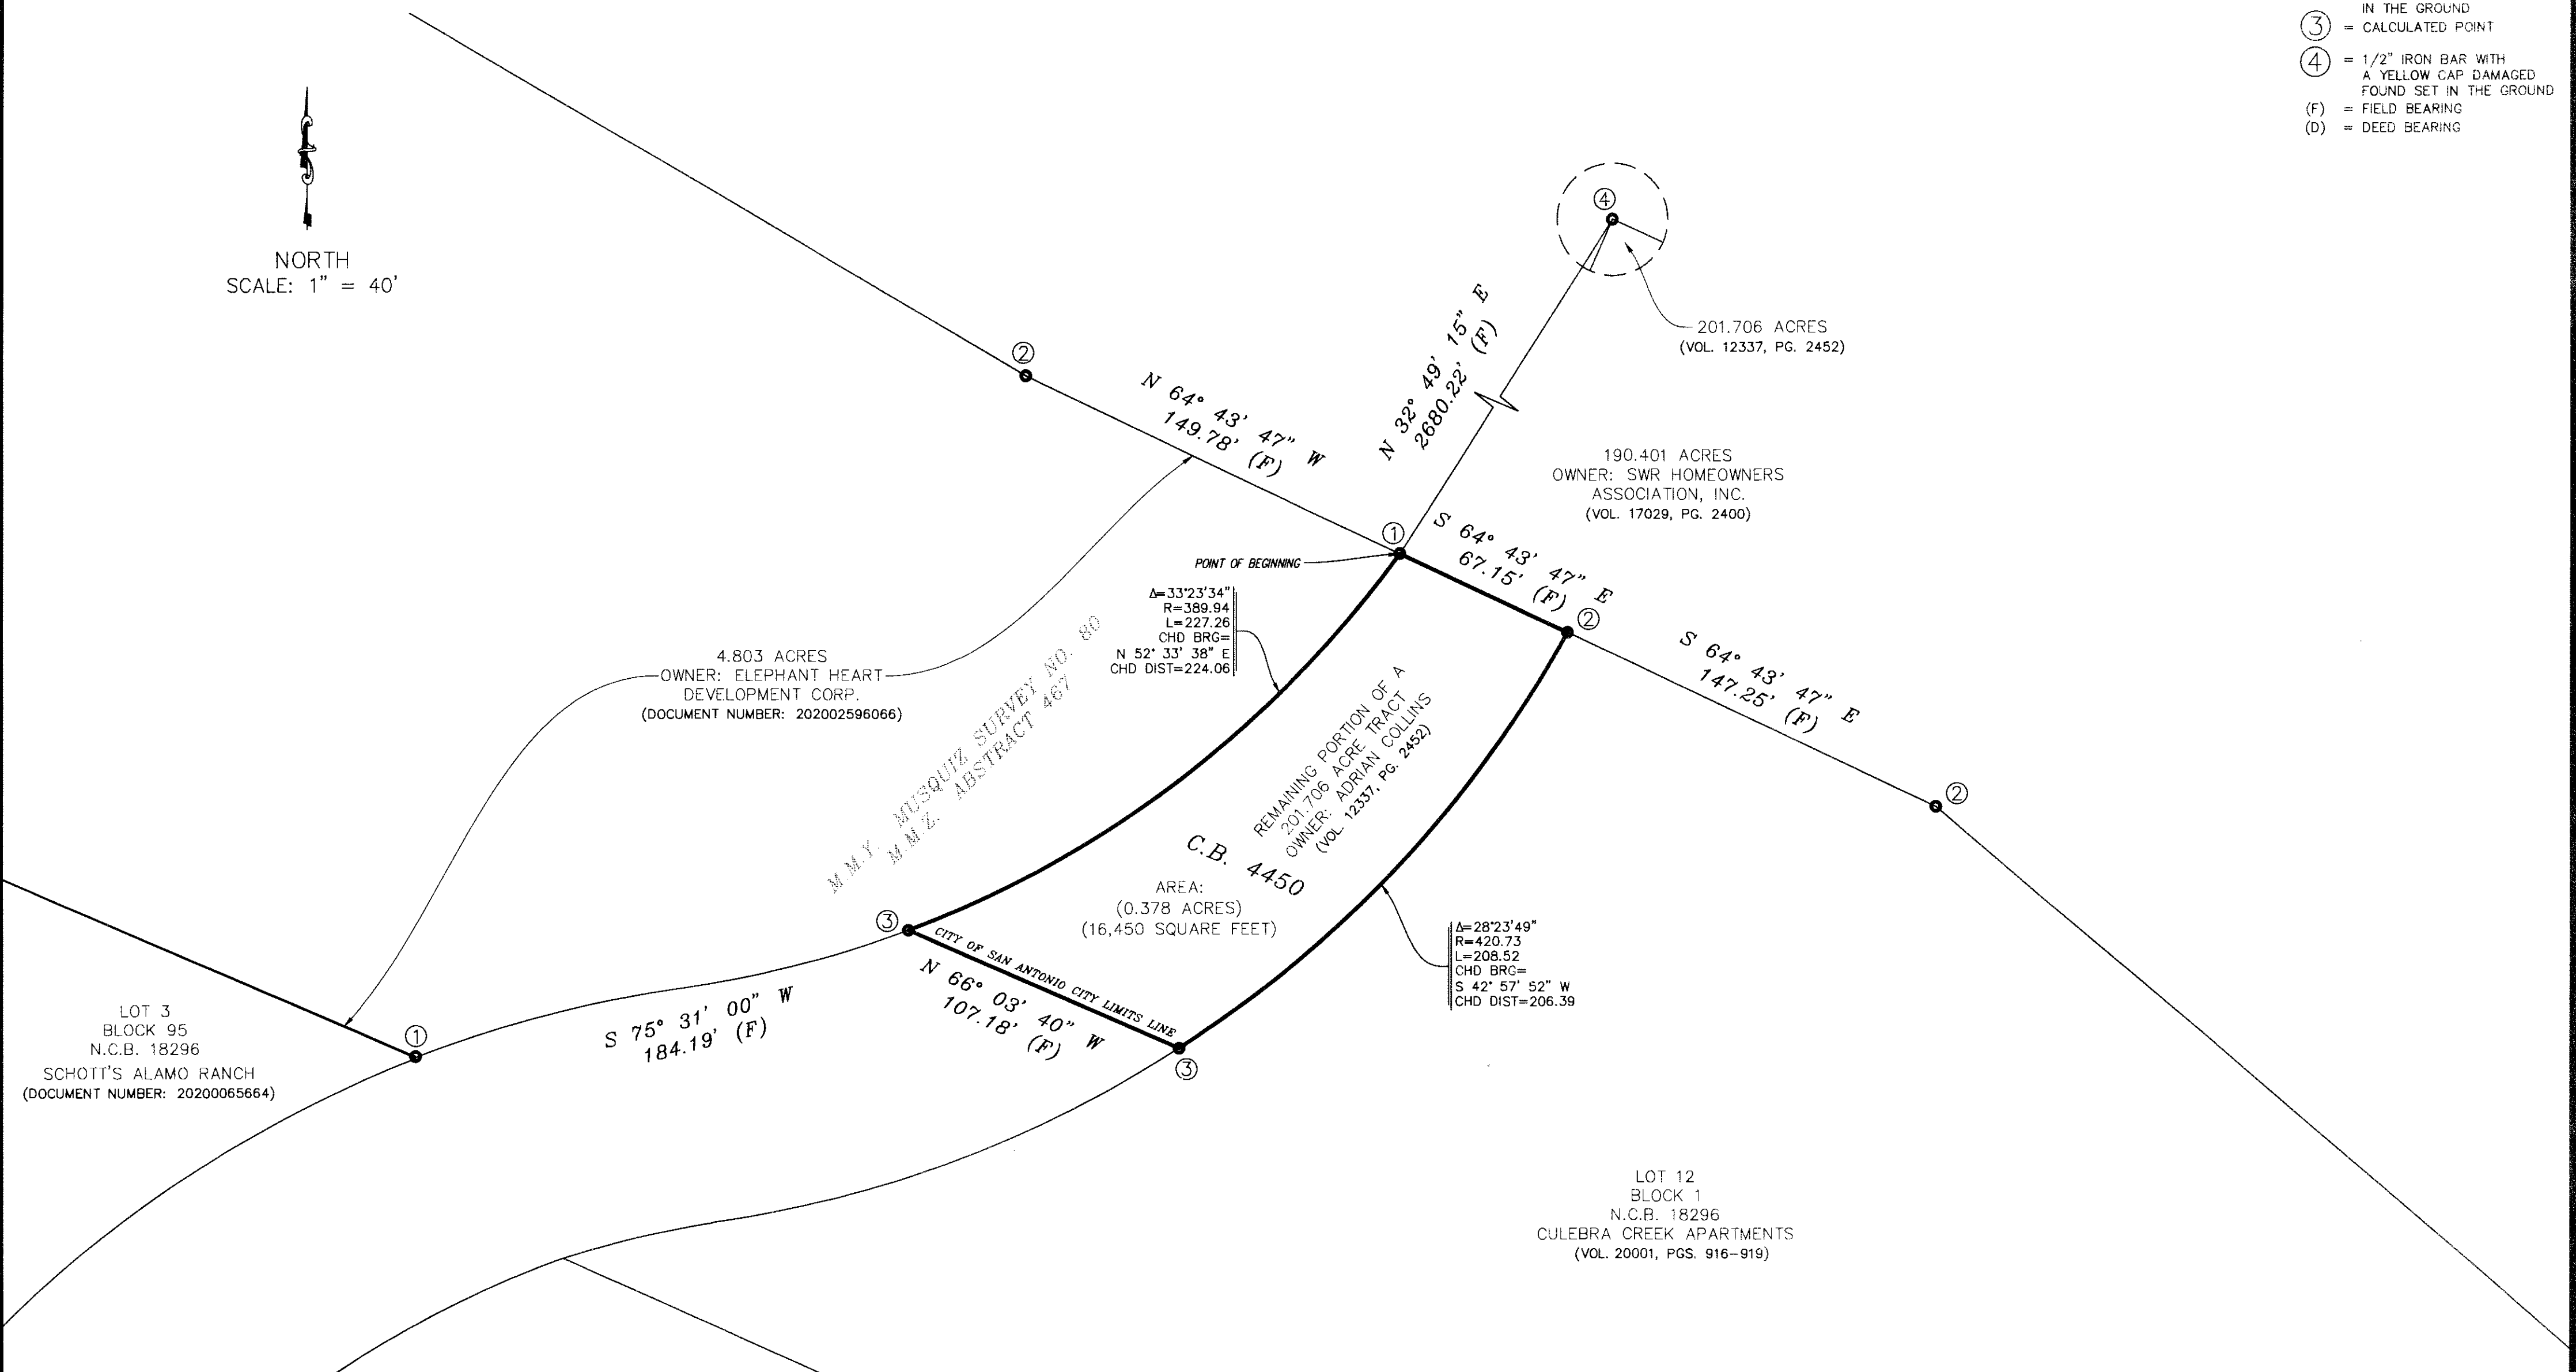 IN THE GROUND
③ = CALCULATED POINT
④ = 1/2" IRON BAR WITH
A YELLOW CAP DAMAGED
FOUND SET IN THE GROUND
(F) = FIELD BEARING
(D) = DEED BEARING
NORTH
SCALE: 1" = 40'
④
201.706 ACRES
(VOL. 12337, PG. 2452)
N 32° 49' 15" E
2680.22' (F)
②
N 64° 43' 47" W
149.78' (F)
190.401 ACRES
OWNER: SWR HOMEOWNERS
ASSOCIATION, INC.
(VOL. 17029, PG. 2400)
①
POINT OF BEGINNING
S 64° 43' 47" E
67.15' (F)
②
S 64° 43' 47" E
147.25' (F)
②
Δ=33°23'34"
R=389.94
L=227.26
CHD BRG=
N 52° 33' 38" E
CHD DIST=224.06
4.803 ACRES
OWNER: ELEPHANT HEART
DEVELOPMENT CORP.
(DOCUMENT NUMBER: 202002596066)
M.M.Y. MUSQUIZ SURVEY NO. 80
M.M.Z. ABSTRACT 467
REMAINING PORTION OF A
201.706 ACRE TRACT
OWNER: ADRIAN COLLINS
(VOL. 12337, PG. 2452)
C.B. 4450
AREA:
(0.378 ACRES)
(16,450 SQUARE FEET)
③
CITY OF SAN ANTONIO CITY LIMITS LINE
N 66° 03' 40" W
107.18' (F)
③
Δ=28°23'49"
R=420.73
L=208.52
CHD BRG=
S 42° 57' 52" W
CHD DIST=206.39
S 75° 31' 00" W
184.19' (F)
①
LOT 3
BLOCK 95
N.C.B. 18296
SCHOTT'S ALAMO RANCH
(DOCUMENT NUMBER: 20200065664)
LOT 12
BLOCK 1
N.C.B. 18296
CULEBRA CREEK APARTMENTS
(VOL. 20001, PGS. 916-919)